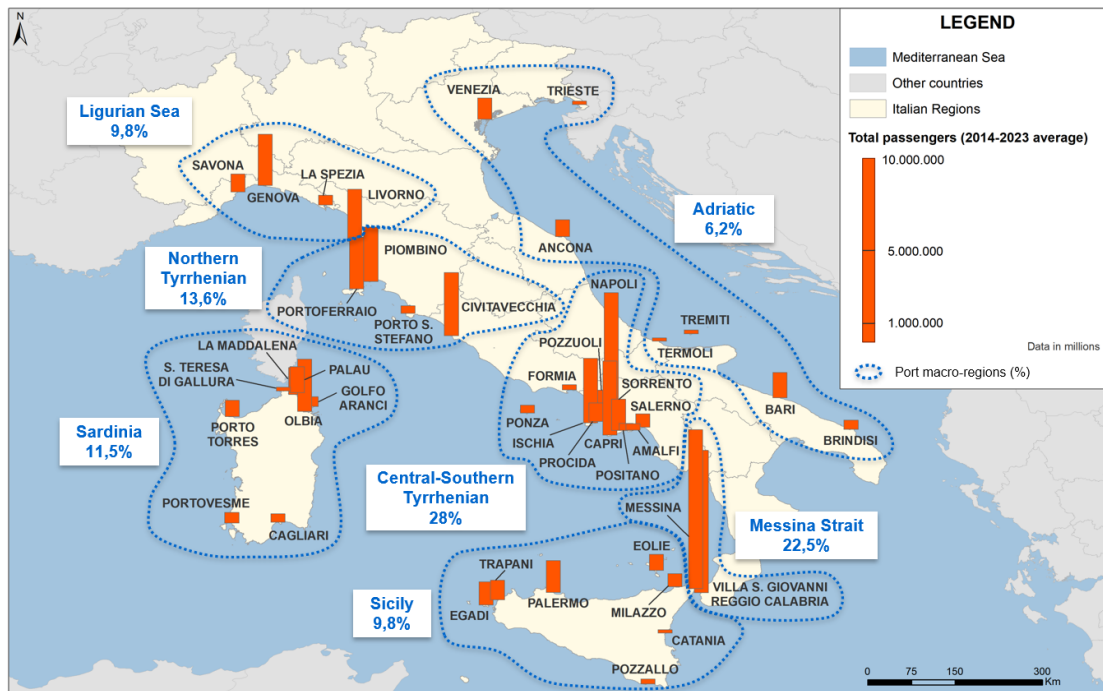 N
LEGEND
Mediterranean Sea
Other countries
Italian Regions
Total passengers (2014-2023 average)
10.000.000
5.000.000
1.000.000
Data in millions
Port macro-regions (%)
Ligurian Sea
9,8%
SAVONA
GENOVA
LA SPEZIA
LIVORNO
VENEZIA
TRIESTE
Adriatic
6,2%
ANCONA
TREMITI
TERMOLI
BARI
BRINDISI
Northern
Tyrrhenian
13,6%
PIOMBINO
PORTOFERRAIO
PORTO S.
STEFANO
CIVITAVECCHIA
LA MADDALENA
S. TERESA
DI GALLURA
PALAU
GOLFO
ARANCI
OLBIA
PORTO
TORRES
Sardinia
11,5%
PORTOVESME
CAGLIARI
NAPOLI
POZZUOLI
FORMIA
SORRENTO
SALERNO
PONZA
ISCHIA
CAPRI
AMALFI
PROCIDA
POSITANO
Central-Southern
Tyrrhenian
28%
MESSINA
Messina Strait
22,5%
VILLA S. GIOVANNI
REGGIO CALABRIA
EOLIE
TRAPANI
EGADI
PALERMO
MILAZZO
Sicily
9,8%
CATANIA
POZZALLO
0 75 150 300
Km